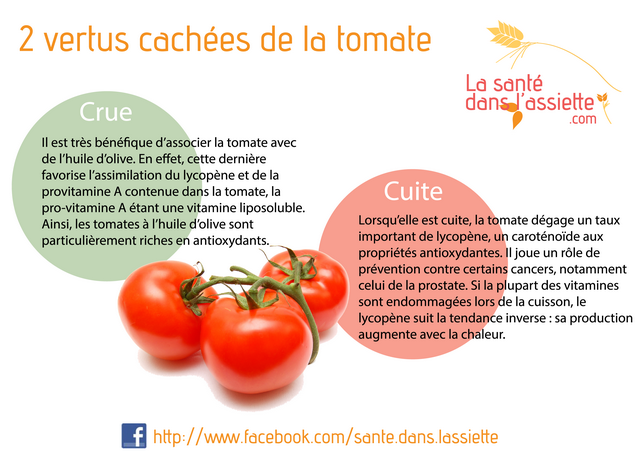 2 vertus cachées de la tomate
La santé
dans l'assiette
.com
Crue
Il est très bénéfique d'associer la tomate avec
de l'huile d'olive. En effet, cette dernière
favorise l'assimilation du lycopène et de la
provitamine A contenue dans la tomate, la
pro-vitamine A étant une vitamine liposoluble.
Ainsi, les tomates à l'huile d'olive sont
particulièrement riches en antioxydants.
Cuite
Lorsqu'elle est cuite, la tomate dégage un taux
important de lycopène, un caroténoïde aux
propriétés antioxydantes. Il joue un rôle de
prévention contre certains cancers, notamment
celui de la prostate. Si la plupart des vitamines
sont endommagées lors de la cuisson, le
lycopène suit la tendance inverse : sa production
augmente avec la chaleur.
f http://www.facebook.com/sante.dans.lassiette